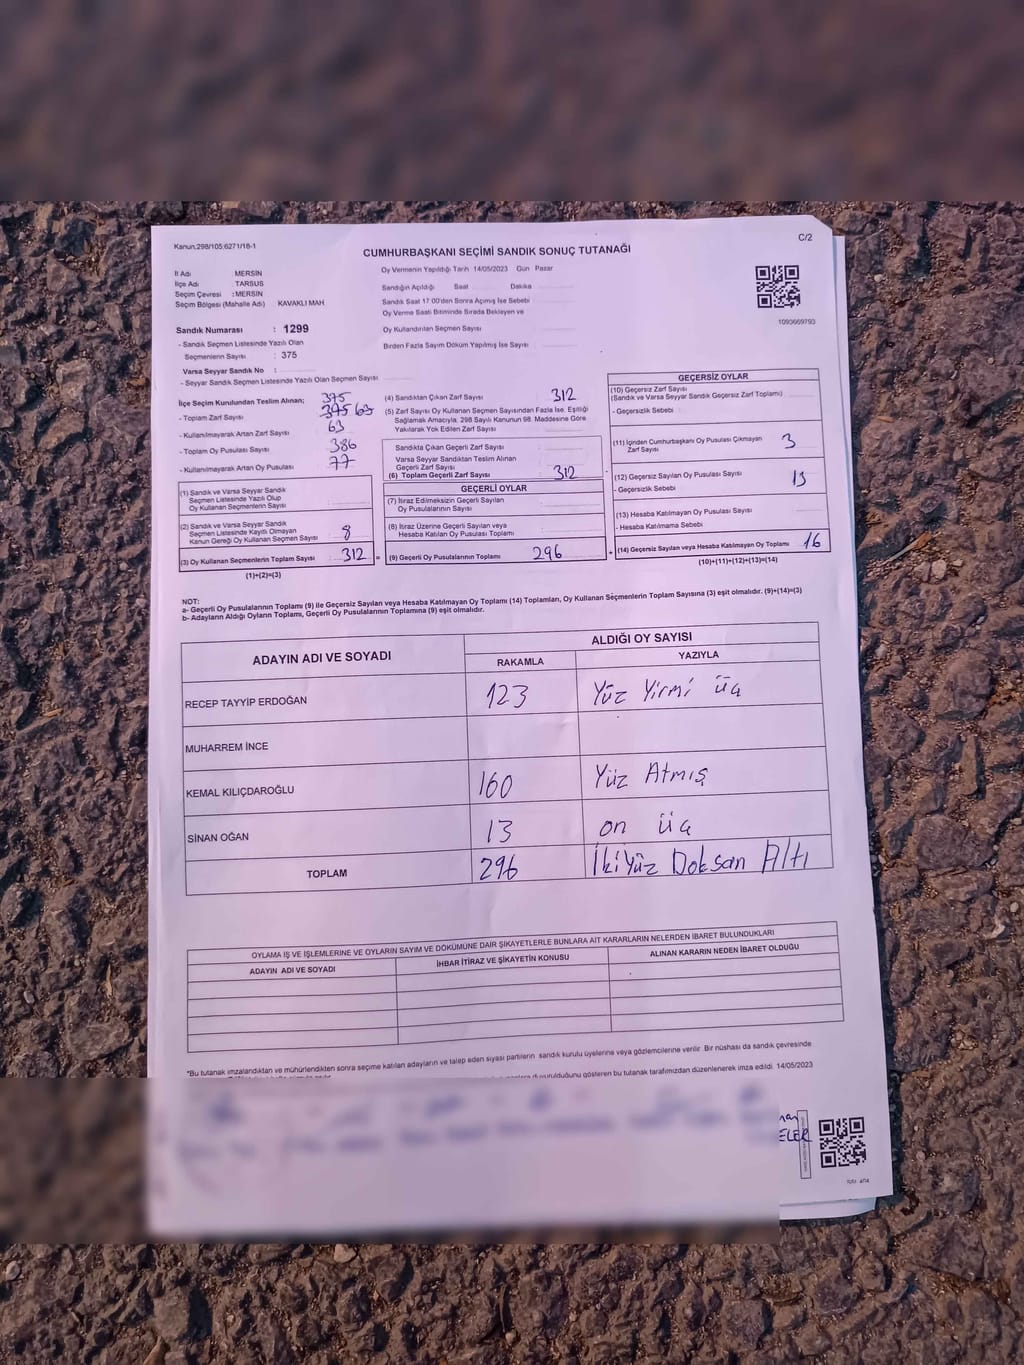 Kanun,298/105:6271/16-1
C/2
CUMHURBAŞKANI SEÇİMİ SANDIK SONUÇ TUTANAĞI
İl Adı MERSİN
İlçe Adı TARSUS
Seçim Çevresi : MERSİN
Seçim Bölgesi (Mahalle Adı) KAVAKLI MAH
Sandık Numarası : 1299
- Sandık Seçmen Listesinde Yazılı Olan
Seçmenlerin Sayısı : 375
Varsa Seyyar Sandık No :
- Seyyar Sandık Seçmen Listesinde Yazılı Olan Seçmen Sayısı
Oy Vermenin Yapıldığı Tarih 14/05/2023 Gün Pazar
Sandığın Açıldığı Saat Dakika
Sandık Saat 17:00'den Sonra Açılmış İse Sebebi
Oy Verme Saati Bitiminde Sırada Bekleyen ve
Oy Kullandırılan Seçmen Sayısı
Birden Fazla Sayım Döküm Yapılmış İse Sayısı
1093669793
İlçe Seçim Kurulundan Teslim Alınan; 375
- Toplam Zarf Sayısı 375 63
- Kullanılmayarak Artan Zarf Sayısı 63
- Toplam Oy Pusulası Sayısı 386
- Kullanılmayarak Artan Oy Pusulası 77
(1) Sandık ve Varsa Seyyar Sandık
Seçmen Listesinde Yazılı Olup
Oy Kullanan Seçmenlerin Sayısı
(2) Sandık ve Varsa Seyyar Sandık
Seçmen Listesinde Kayıtlı Olmayan
Kanun Gereği Oy Kullanan Seçmen Sayısı 8
(3) Oy Kullanan Seçmenlerin Toplam Sayısı 312 =
(1)+(2)=(3)
(4) Sandıktan Çıkan Zarf Sayısı 312
(5) Zarf Sayısı Oy Kullanan Seçmen Sayısından Fazla İse, Eşitliği
Sağlamak Amacıyla; 298 Sayılı Kanunun 98. Maddesine Göre
Yakılarak Yok Edilen Zarf Sayısı
Sandıkta Çıkan Geçerli Zarf Sayısı
Varsa Seyyar Sandıktan Teslim Alınan
Geçerli Zarf Sayısı
(6) Toplam Geçerli Zarf Sayısı 312
GEÇERLİ OYLAR
(7) İtiraz Edilmeksizin Geçerli Sayılan
Oy Pusulalarının Sayısı
(8) İtiraz Üzerine Geçerli Sayılan veya
Hesaba Katılan Oy Pusulası Toplamı
(9) Geçerli Oy Pusulalarının Toplamı 296 +
GEÇERSİZ OYLAR
(10) Geçersiz Zarf Sayısı
(Sandık ve Varsa Seyyar Sandık Geçersiz Zarf Toplamı)
- Geçersizlik Sebebi
(11) İçinden Cumhurbaşkanı Oy Pusulası Çıkmayan
Zarf Sayısı 3
(12) Geçersiz Sayılan Oy Pusulası Sayısı 13
- Geçersizlik Sebebi
(13) Hesaba Katılmayan Oy Pusulası Sayısı
- Hesaba Katılmama Sebebi
(14) Geçersiz Sayılan veya Hesaba Katılmayan Oy Toplamı 16
(10)+(11)+(12)+(13)=(14)
NOT:
a- Geçerli Oy Pusulalarının Toplamı (9) ile Geçersiz Sayılan veya Hesaba Katılmayan Oy Toplamı (14) Toplamları, Oy Kullanan Seçmenlerin Toplam Sayısına (3) eşit olmalıdır. (9)+(14)=(3)
b- Adayların Aldığı Oyların Toplamı, Geçerli Oy Pusulalarının Toplamına (9) eşit olmalıdır.
ADAYIN ADI VE SOYADI
ALDIĞI OY SAYISI
RAKAMLA YAZIYLA
RECEP TAYYİP ERDOĞAN 123 Yüz Yirmi üç
MUHARREM İNCE
KEMAL KILIÇDAROĞLU 160 Yüz Atmış
SİNAN OĞAN 13 on üç
TOPLAM 296 İkiYüz Doksan Altı
OYLAMA İŞ VE İŞLEMLERİNE VE OYLARIN SAYIM VE DÖKÜMÜNE DAİR ŞİKAYETLERLE BUNLARA AİT KARARLARIN NELERDEN İBARET BULUNDUKLARI
ADAYIN ADI VE SOYADI İHBAR İTİRAZ VE ŞİKAYETİN KONUSU ALINAN KARARIN NEDEN İBARET OLDUĞU
*Bu tutanak imzalandıktan ve mühürlendikten sonra seçime katılan adayların ve talep eden siyasi partilerin sandık kurulu üyelerine veya gözlemcilerine verilir. Bir nüshası da sandık çevresinde
duyurulduğunu gösteren bu tutanak tarafımızdan düzenlenerek imza edildi. 14/05/2023
ELER